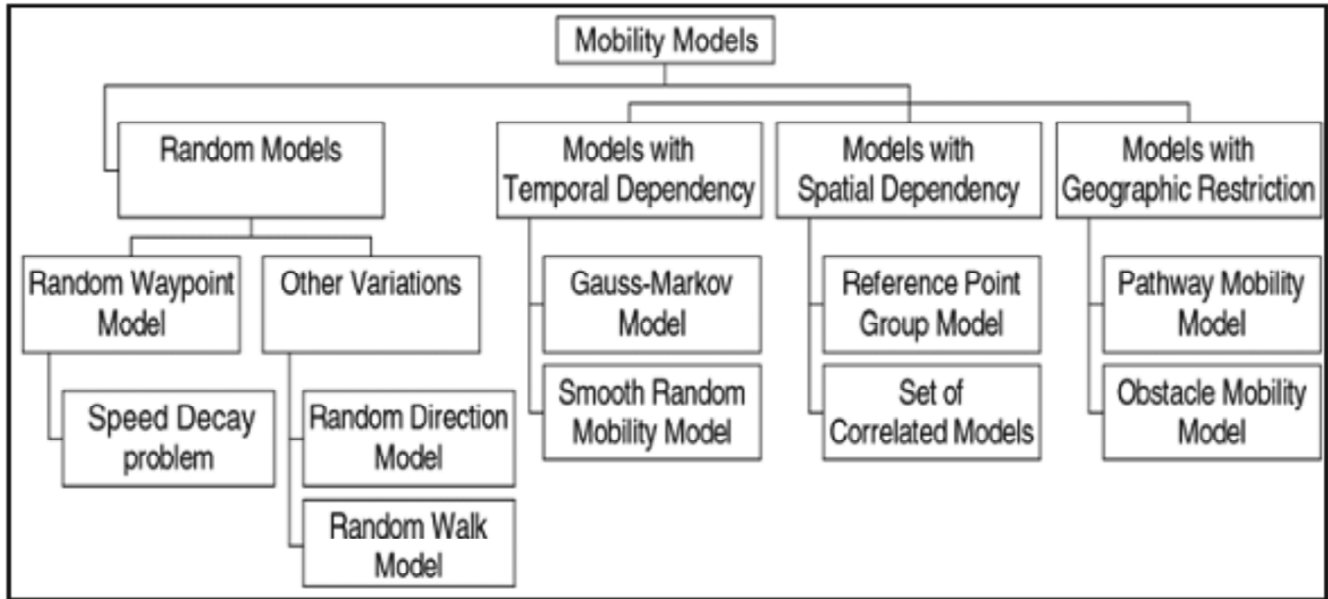 Mobility Models
Random Models
Models with
Temporal Dependency
Models with
Spatial Dependency
Models with
Geographic Restriction
Random Waypoint
Model
Other Variations
Gauss-Markov
Model
Reference Point
Group Model
Pathway Mobility
Model
Speed Decay
problem
Random Direction
Model
Smooth Random
Mobility Model
Set of
Correlated Models
Obstacle Mobility
Model
Random Walk
Model